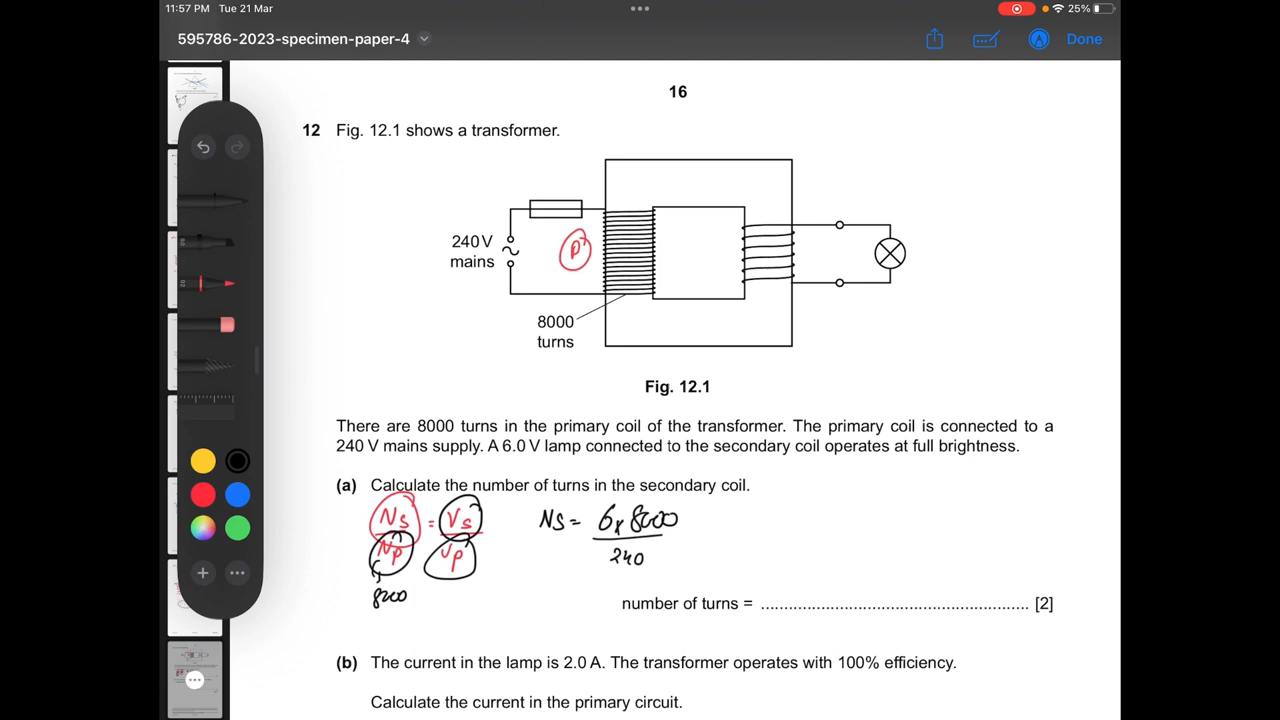 11:57 PM Tue 21 Mar
25%
595786-2023-specimen-paper-4
Done
16
12 Fig. 12.1 shows a transformer.
240 V
mains
P
8000
turns
Fig. 12.1
There are 8000 turns in the primary coil of the transformer. The primary coil is connected to a
240 V mains supply. A 6.0 V lamp connected to the secondary coil operates at full brightness.
(a) Calculate the number of turns in the secondary coil.
Ns = Vs
Np Vp
8000
NS = 6 x 8000
240
number of turns = .......................................................... [2]
(b) The current in the lamp is 2.0 A. The transformer operates with 100% efficiency.
Calculate the current in the primary circuit.